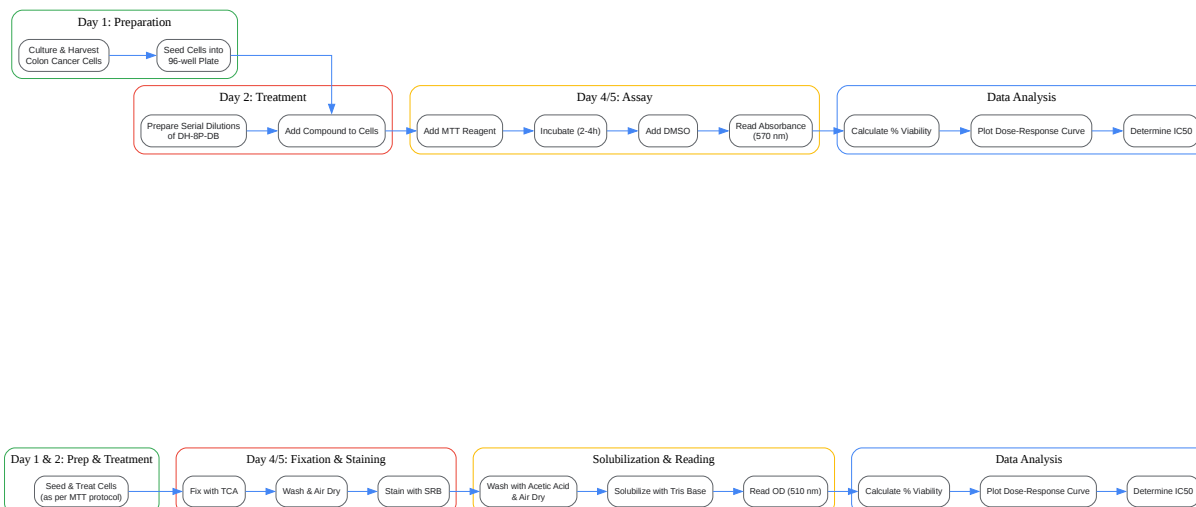 Day 1: Preparation
Culture & Harvest
Colon Cancer Cells
Seed Cells into
96-well Plate
Day 2: Treatment
Prepare Serial Dilutions
of DH-8P-DB
Add Compound to Cells
Day 4/5: Assay
Add MTT Reagent
Incubate (2-4h)
Add DMSO
Read Absorbance
(570 nm)
Data Analysis
Calculate % Viability
Plot Dose-Response Curve
Determine IC50
Day 1 & 2: Prep & Treatment
Seed & Treat Cells
(as per MTT protocol)
Day 4/5: Fixation & Staining
Fix with TCA
Wash & Air Dry
Stain with SRB
Solubilization & Reading
Wash with Acetic Acid
& Air Dry
Solubilize with Tris Base
Read OD (510 nm)
Data Analysis
Calculate % Viability
Plot Dose-Response Curve
Determine IC50